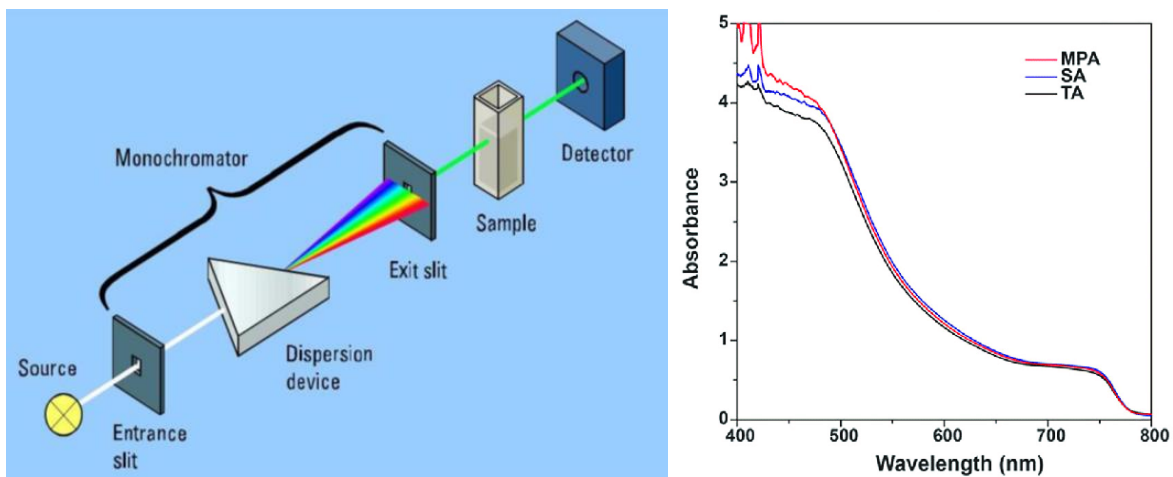 Monochromator
Detector
Sample
Exit slit
Dispersion
device
Source
Entrance
slit
5
4
3
2
1
0
Absorbance
MPA
SA
TA
400
500
600
700
800
Wavelength (nm)